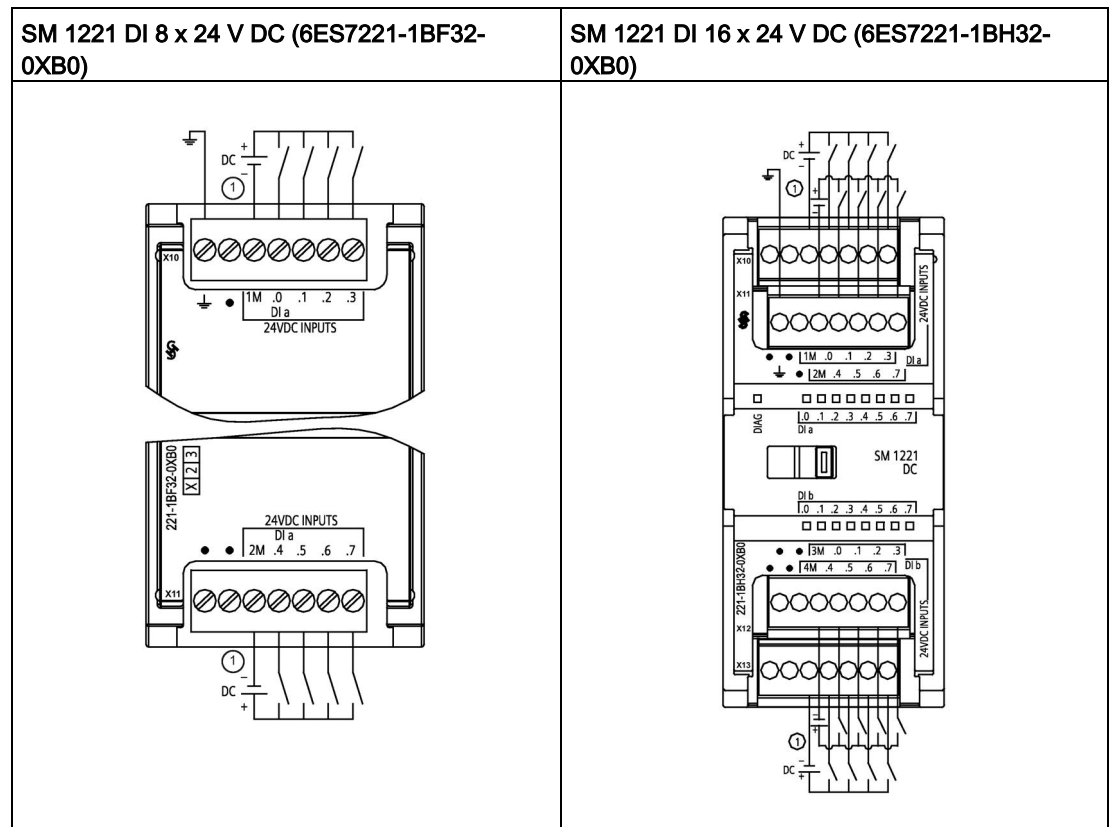 SM 1221 DI 8 x 24 V DC (6ES7221-1BF32-
0XB0)
SM 1221 DI 16 x 24 V DC (6ES7221-1BH32-
0XB0)
+
DC
–
1
X10
1M .0 .1 .2 .3
DI a
24VDC INPUTS
221-1BF32-0XB0
X 2 3
24VDC INPUTS
DI a
2M .4 .5 .6 .7
X11
1
–
DC
+
+
DC
–
1
+
–
X10
X11
24VDC INPUTS
1M .0 .1 .2 .3
DI a
2M .4 .5 .6 .7
DIAG
.0 .1 .2 .3 .4 .5 .6 .7
DI a
SM 1221
DC
DI b
.0 .1 .2 .3 .4 .5 .6 .7
221-1BH32-0XB0
3M .0 .1 .2 .3
4M .4 .5 .6 .7
DI b
24VDC INPUTS
X12
X13
–
+
1
–
DC
+